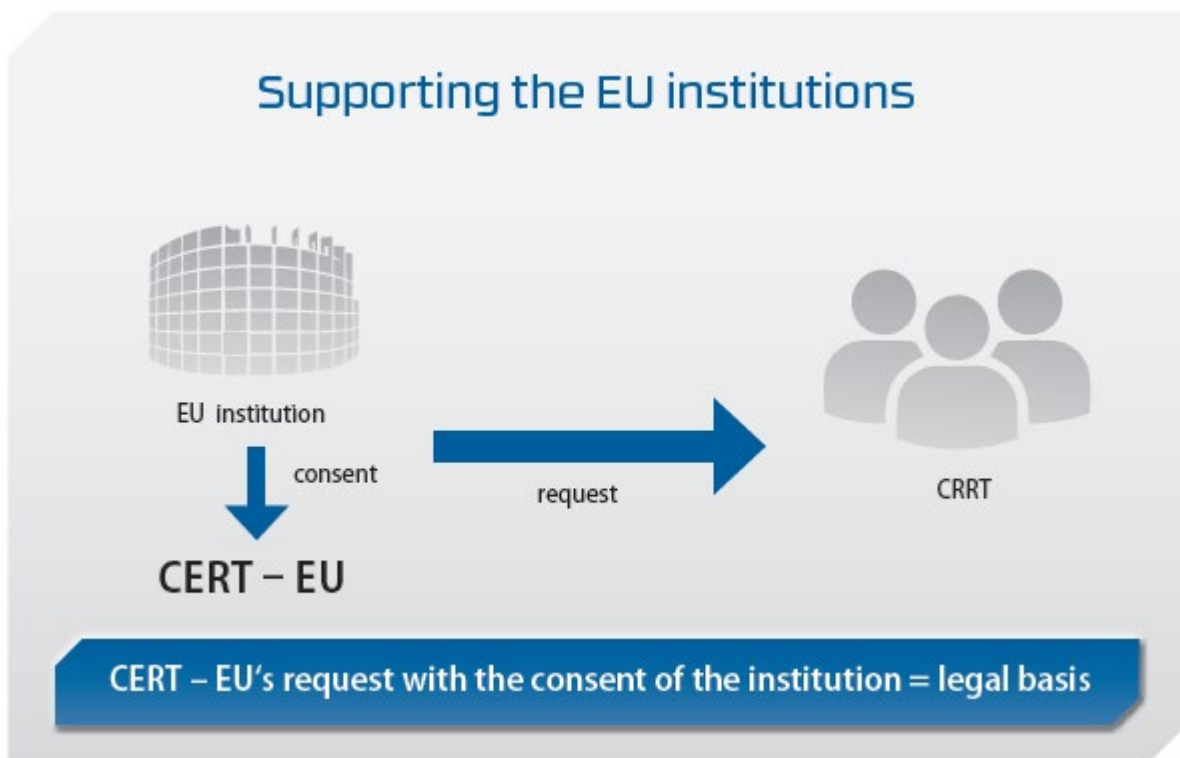 Supporting the EU institutions
EU institution
consent
request
CRRT
CERT – EU
CERT – EU‘s request with the consent of the institution = legal basis